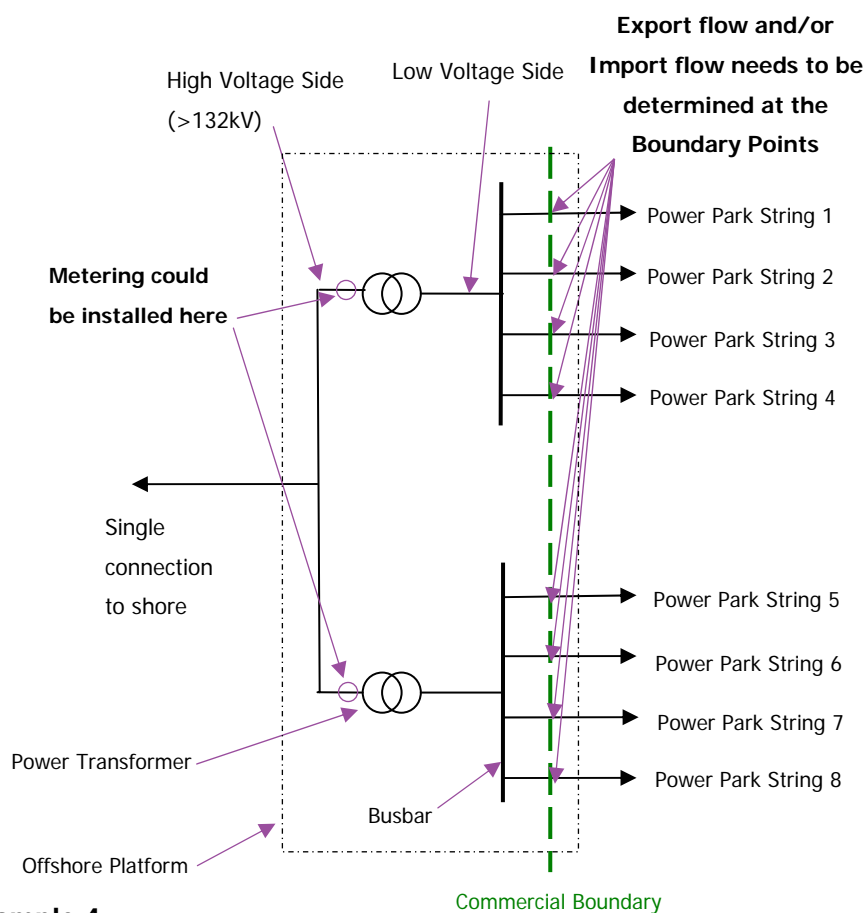 Export flow and/or
Import flow needs to be
determined at the
Boundary Points
High Voltage Side
(>132kV)
Low Voltage Side
Power Park String 1
Power Park String 2
Power Park String 3
Power Park String 4
Metering could
be installed here
Single
connection
to shore
Power Park String 5
Power Park String 6
Power Park String 7
Power Park String 8
Power Transformer
Busbar
Offshore Platform
Commercial Boundary